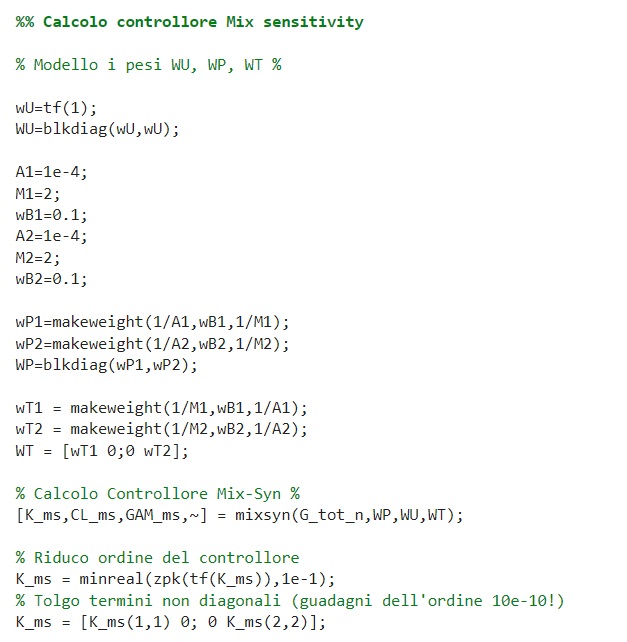 %% Calcolo controllore Mix sensitivity
% Modello i pesi WU, WP, WT %
wU=tf(1);
WU=blkdiag(wU,wU);
A1=1e-4;
M1=2;
wB1=0.1;
A2=1e-4;
M2=2;
wB2=0.1;
wP1=makeweight(1/A1,wB1,1/M1);
wP2=makeweight(1/A2,wB2,1/M2);
WP=blkdiag(wP1,wP2);
wT1 = makeweight(1/M1,wB1,1/A1);
wT2 = makeweight(1/M2,wB2,1/A2);
WT = [wT1 0;0 wT2];
% Calcolo Controllore Mix-Syn %
[K_ms,CL_ms,GAM_ms,~] = mixsyn(G_tot_n,WP,WU,WT);
% Riduco ordine del controllore
K_ms = minreal(zpk(tf(K_ms)),1e-1);
% Tolgo termini non diagonali (guadagni dell'ordine 10e-10!)
K_ms = [K_ms(1,1) 0; 0 K_ms(2,2)];